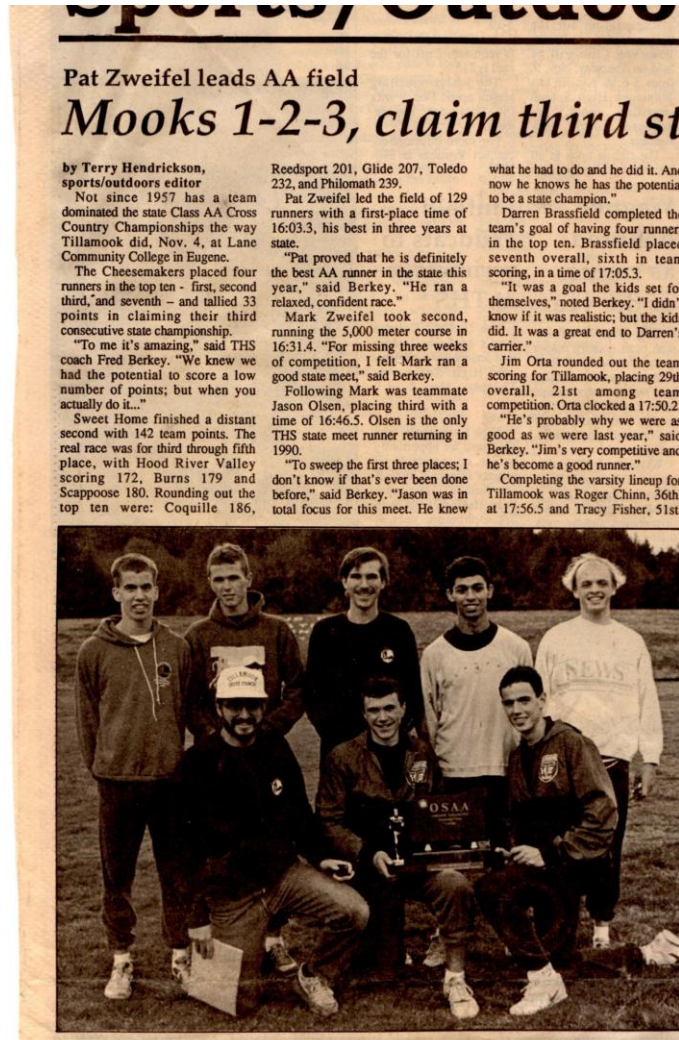 Sports/Outdoo
Pat Zweifel leads AA field
Mooks 1-2-3, claim third st
by Terry Hendrickson,
sports/outdoors editor
Not since 1957 has a team
dominated the state Class AA Cross
Country Championships the way
Tillamook did, Nov. 4, at Lane
Community College in Eugene.
The Cheesemakers placed four
runners in the top ten - first, second
third, and seventh – and tallied 33
points in claiming their third
consecutive state championship.
"To me it's amazing," said THS
coach Fred Berkey. "We knew we
had the potential to score a low
number of points; but when you
actually do it..."
Sweet Home finished a distant
second with 142 team points. The
real race was for third through fifth
place, with Hood River Valley
scoring 172, Burns 179 and
Scappoose 180. Rounding out the
top ten were: Coquille 186,
Reedsport 201, Glide 207, Toledo
232, and Philomath 239.
Pat Zweifel led the field of 129
runners with a first-place time of
16:03.3, his best in three years at
state.
"Pat proved that he is definitely
the best AA runner in the state this
year," said Berkey. "He ran a
relaxed, confident race."
Mark Zweifel took second,
running the 5,000 meter course in
16:31.4. "For missing three weeks
of competition, I felt Mark ran a
good state meet," said Berkey.
Following Mark was teammate
Jason Olsen, placing third with a
time of 16:46.5. Olsen is the only
THS state meet runner returning in
1990.
"To sweep the first three places; I
don't know if that's ever been done
before," said Berkey. "Jason was in
total focus for this meet. He knew
what he had to do and he did it. And
now he knows he has the potential
to be a state champion."
Darren Brassfield completed the
team's goal of having four runner
in the top ten. Brassfield placed
seventh overall, sixth in team
scoring, in a time of 17:05.3.
"It was a goal the kids set fo
themselves," noted Berkey. "I didn'
know if it was realistic; but the kids
did. It was a great end to Darren's
carrier."
Jim Orta rounded out the team
scoring for Tillamook, placing 29th
overall, 21st among team
competition. Orta clocked a 17:50.2
"He's probably why we were as
good as we were last year," said
Berkey. "Jim's very competitive and
he's become a good runner."
Completing the varsity lineup for
Tillamook was Roger Chinn, 36th
at 17:56.5 and Tracy Fisher, 51st
TILLAMOOK
SEWS
OSAA